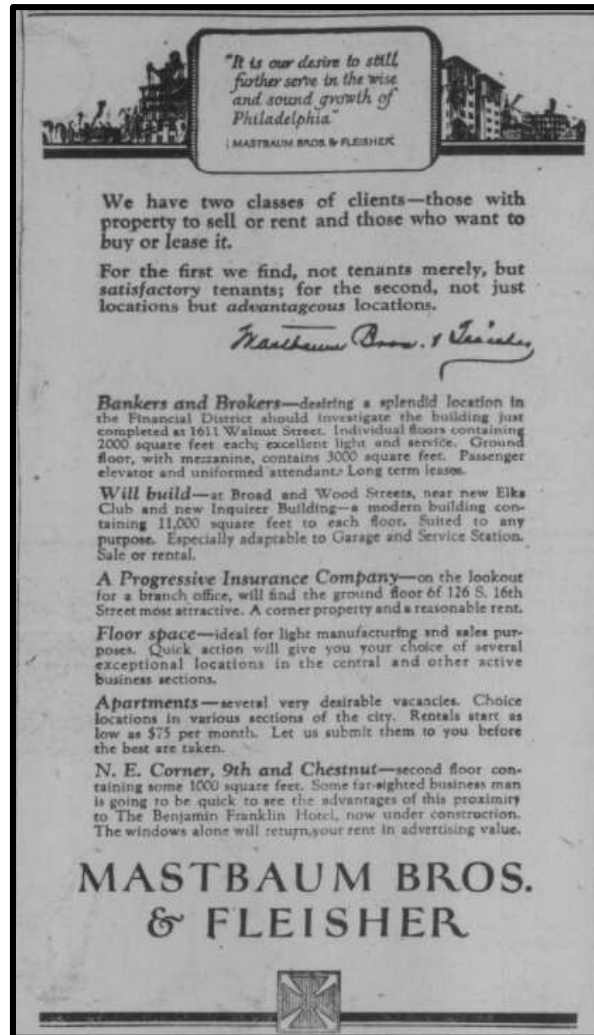 "It is our desire to still
further serve in the wise
and sound growth of
Philadelphia"
MASTBAUM BROS. & FLEISHER
We have two classes of clients—those with
property to sell or rent and those who want to
buy or lease it.
For the first we find, not tenants merely, but
satisfactory tenants; for the second, not just
locations but advantageous locations.
Mastbaum Bros. & Fleisher
Bankers and Brokers—desiring a splendid location in
the Financial District should investigate the building just
completed at 1611 Walnut Street. Individual floors containing
2000 square feet each; excellent light and service. Ground
floor, with mezzanine, contains 3000 square feet. Passenger
elevator and uniformed attendant. Long term leases.
Will build—at Broad and Wood Streets, near new Elks
Club and new Inquirer Building—a modern building con-
taining 11,000 square feet to each floor. Suited to any
purpose. Especially adaptable to Garage and Service Station.
Sale or rental.
A Progressive Insurance Company—on the lookout
for a branch office, will find the ground floor of 126 S. 16th
Street most attractive. A corner property and a reasonable rent.
Floor space—ideal for light manufacturing and sales pur-
poses. Quick action will give you your choice of several
exceptional locations in the central and other active
business sections.
Apartments—several very desirable vacancies. Choice
locations in various sections of the city. Rentals start as
low as $75 per month. Let us submit them to you before
the best are taken.
N. E. Corner, 9th and Chestnut—second floor con-
taining some 1000 square feet. Some far-sighted business man
is going to be quick to see the advantages of this proximity
to The Benjamin Franklin Hotel, now under construction.
The windows alone will return your rent in advertising value.
MASTBAUM BROS.
& FLEISHER